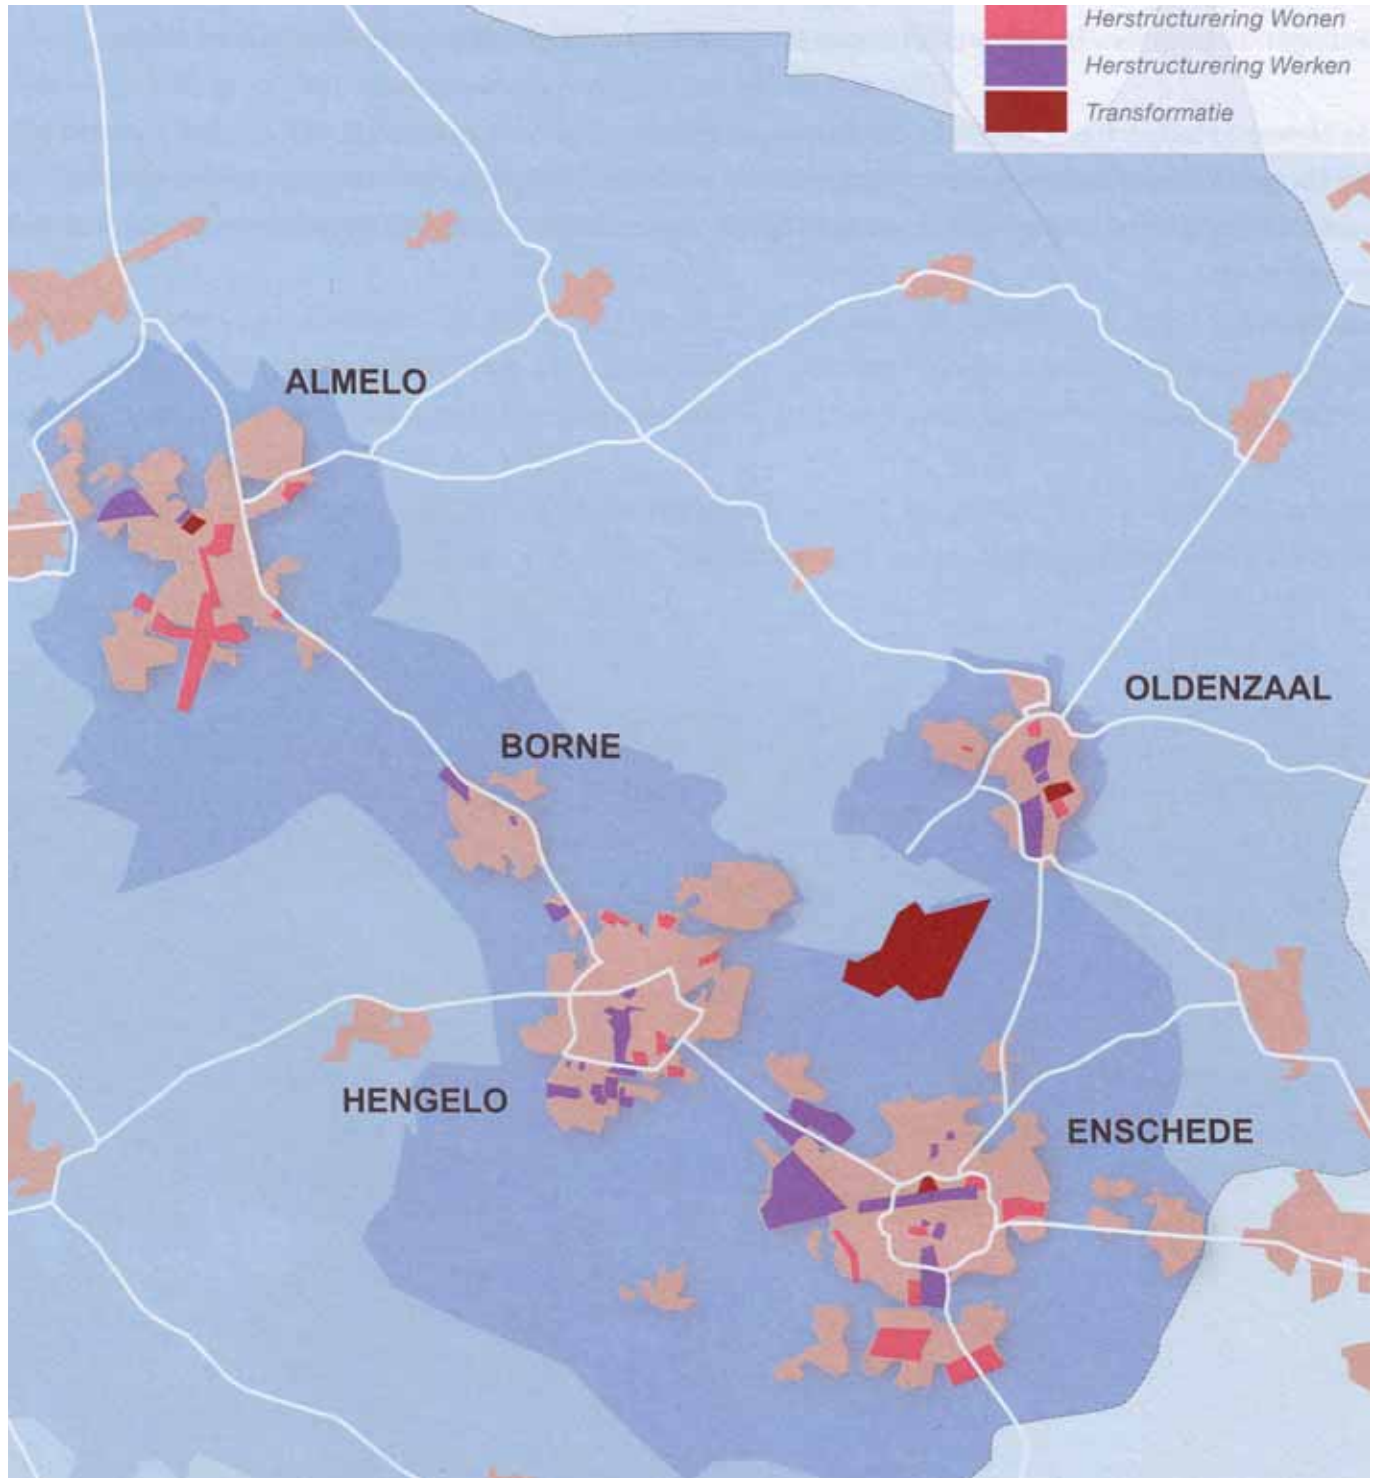 Herstructurering Wonen
Herstructurering Werken
Transformatie
ALMELO
OLDENZAAL
BORNE
HENGELO
ENSCHEDE